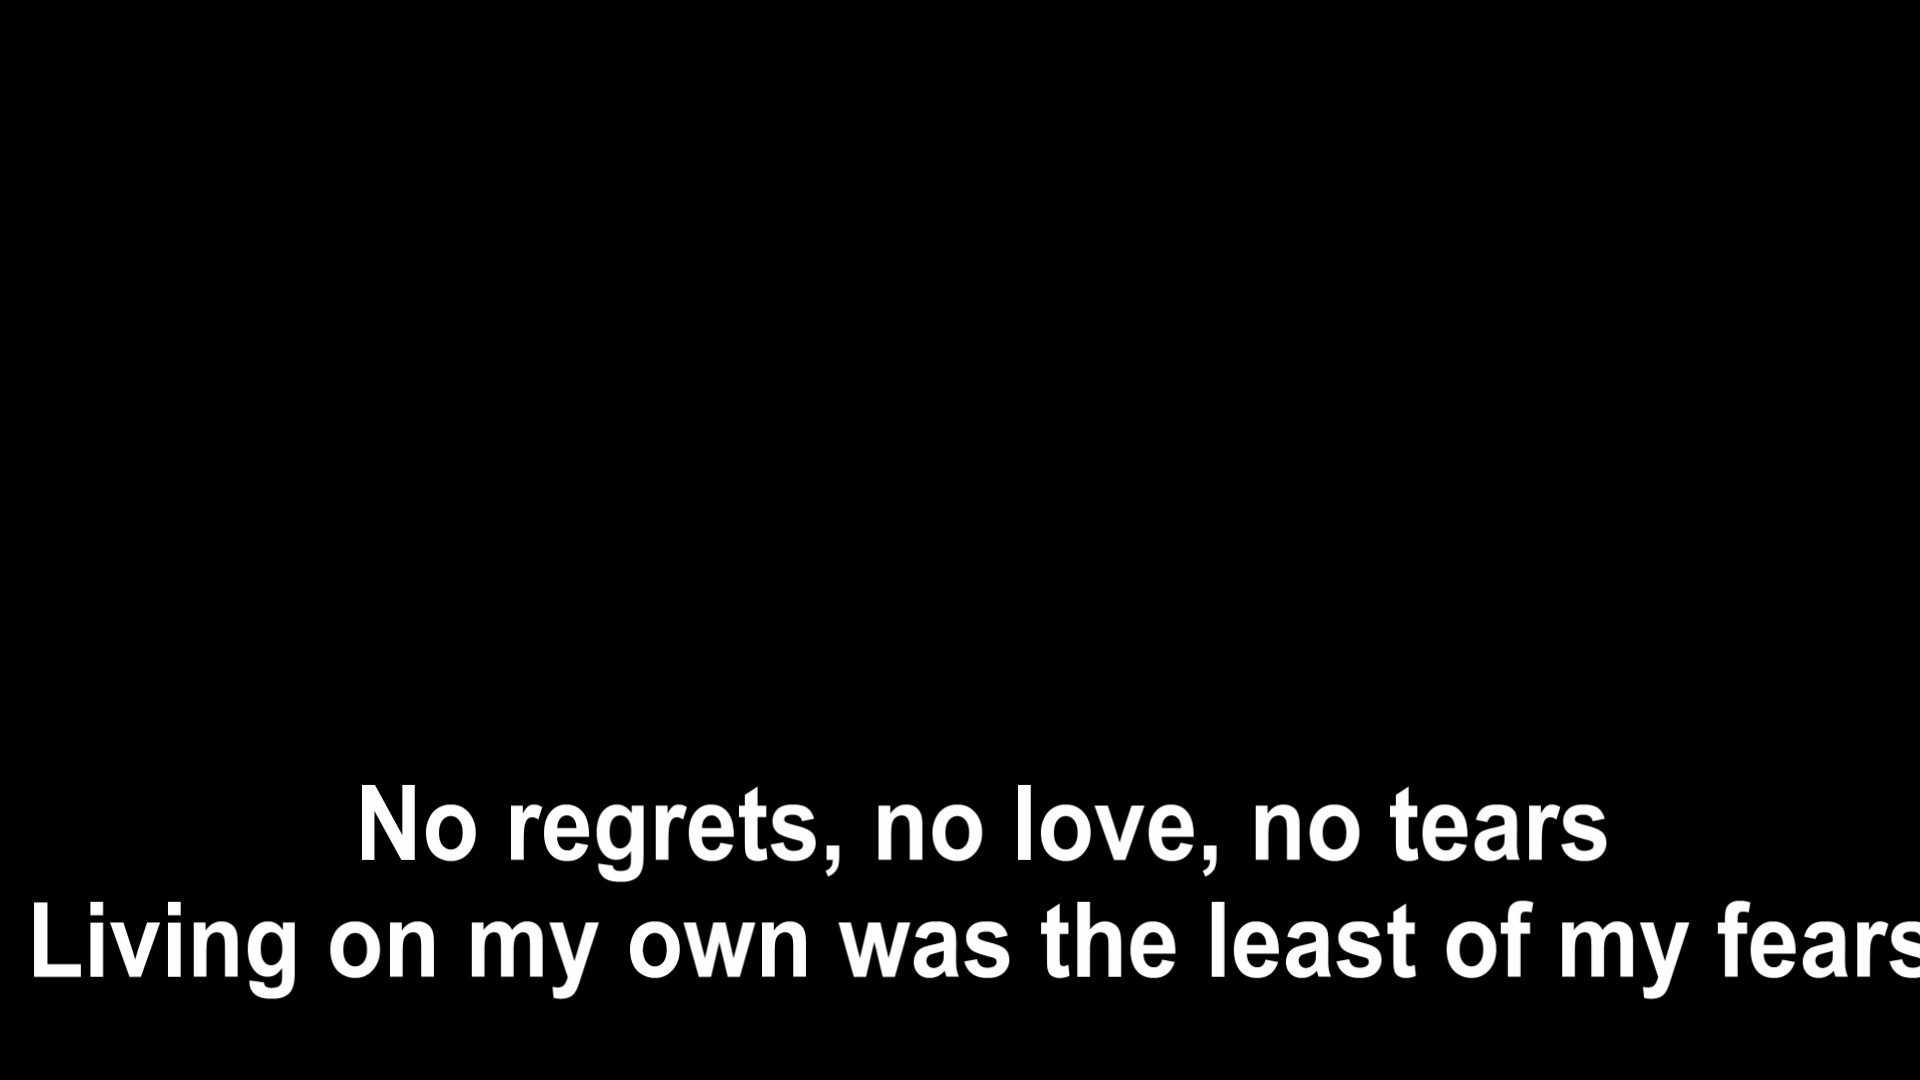 No regrets, no love, no tears
Living on my own was the least of my fears